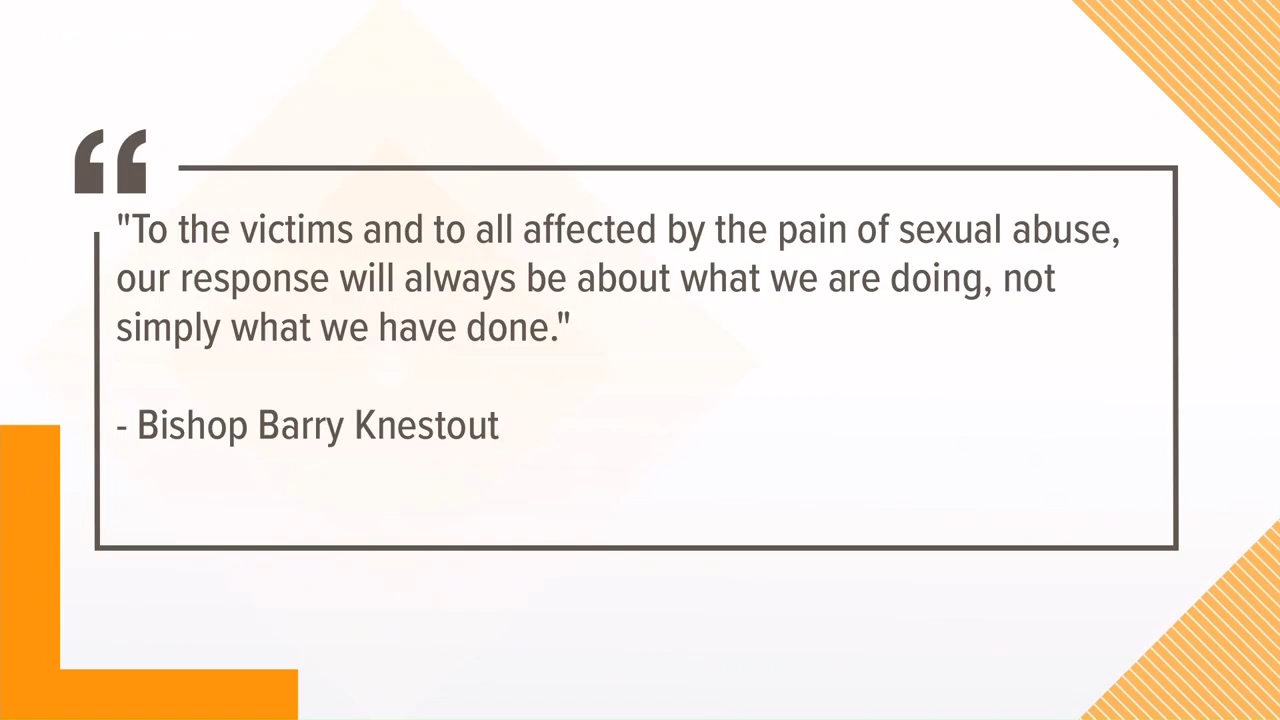 "To the victims and to all affected by the pain of sexual abuse,
our response will always be about what we are doing, not
simply what we have done."
- Bishop Barry Knestout